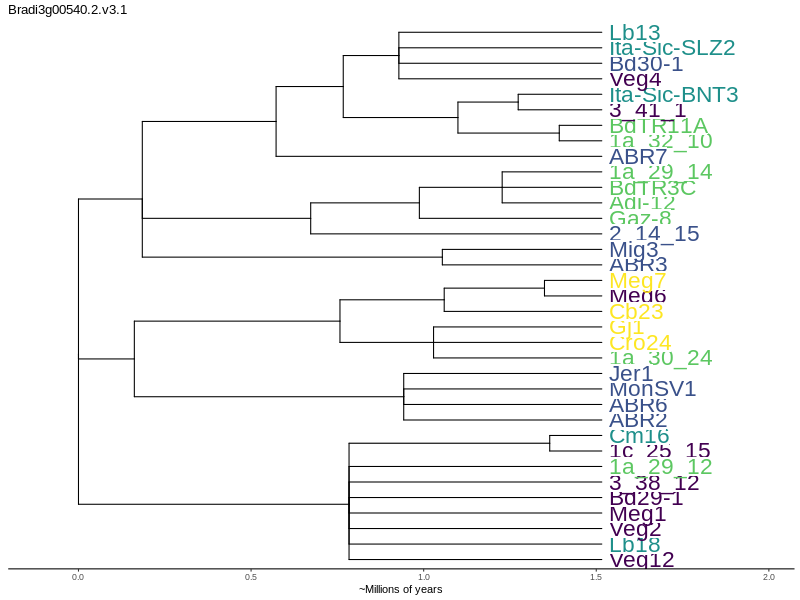 Bradi3g00540.2.v3.1
Lb13
Ita-Sic-SLZ2
Bd30-1
Veg4
Ita-Sic-BNT3
3_41_1
BdTR11A
1a_32_10
ABR7
1a_29_14
BdTR3C
Adi-12
Gaz-8
2_14_15
Mig3
ABR3
Meg7
Med6
Cb23
Gj1
Cro24
1a_30_24
Jer1
MonSV1
ABR6
ABR2
Cm16
1c_25_15
1a_29_12
3_38_12
Bd29-1
Meg1
Veg2
Lb18
Veg12
0.0 0.5 1.0 1.5 2.0
~Millions of years